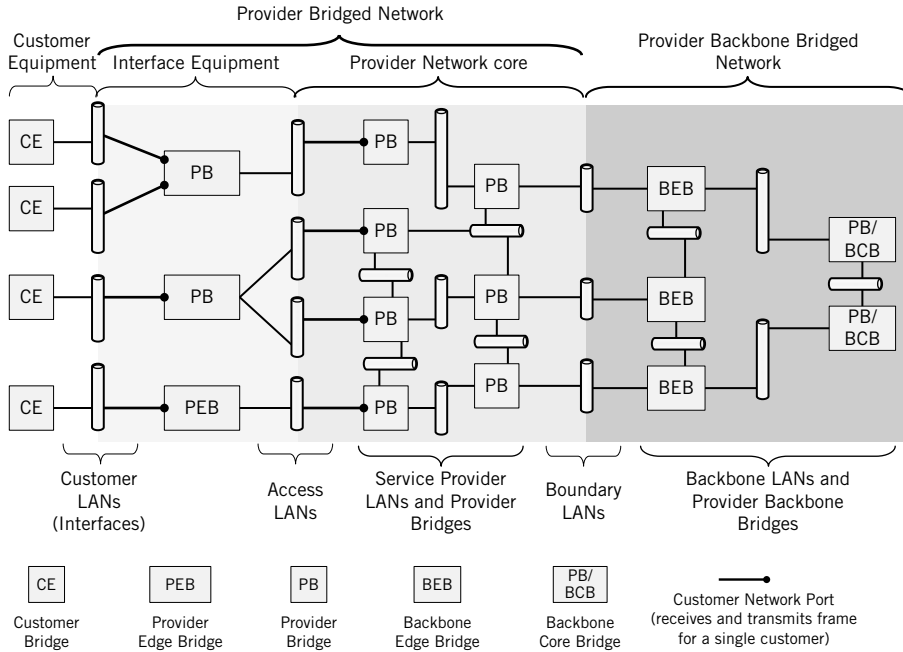 Provider Bridged Network
Customer
Equipment
Interface Equipment
Provider Network core
Provider Backbone Bridged
Network
CE
PB
PB
PB
BEB
CE
PB
PB/
BCB
CE
PB
PB
PB
BEB
PB/
BCB
CE
PEB
PB
PB
BEB
Customer
LANs
(Interfaces)
Access
LANs
Service Provider
LANs and Provider
Bridges
Boundary
LANs
Backbone LANs and
Provider Backbone
Bridges
CE
Customer
Bridge
PEB
Provider
Edge Bridge
PB
Provider
Bridge
BEB
Backbone
Edge Bridge
PB/
BCB
Backbone
Core Bridge
Customer Network Port
(receives and transmits frame
for a single customer)